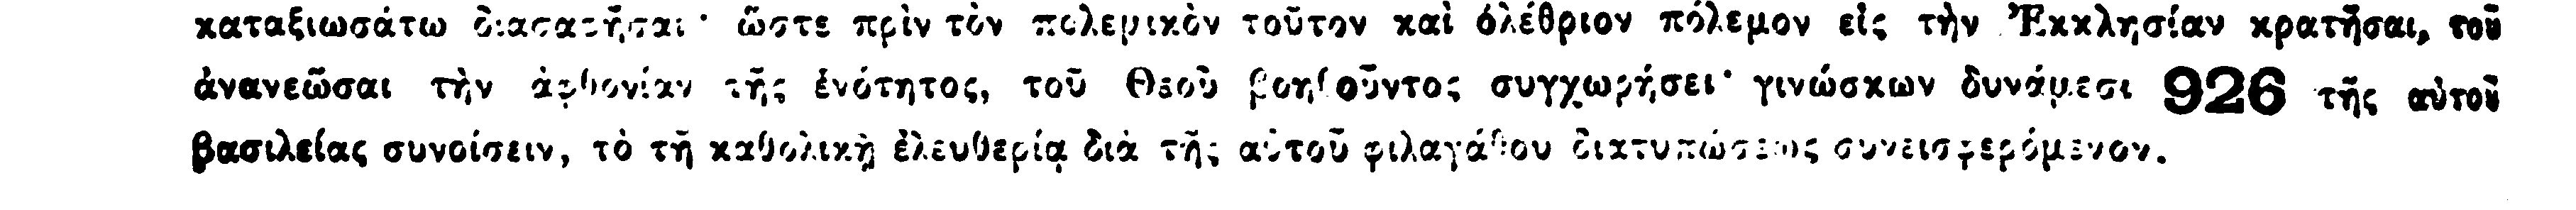 καταξιωσάτω διασαφῆσαι· ὥστε πρὶν τὸν πολεμικὸν τοῦτον καὶ ὀλέθριον πόλεμον εἰς τὴν Ἐκκλησίαν κρατῆσαι, τοῦ
ἀνανεῶσαι τὴν ἀφθονίαν τῆς ἑνότητος, τοῦ Θεοῦ βοηθοῦντος συγχωρήσει· γινώσκων δυνάμεσι 926 τῆς αὐτοῦ
βασιλείας συνοίσειν, τὸ τῇ καθολικῇ ἐλευθερίᾳ διὰ τῆς αὐτοῦ φιλαγάθου διατυπώσεως συνεισφερόμενον.